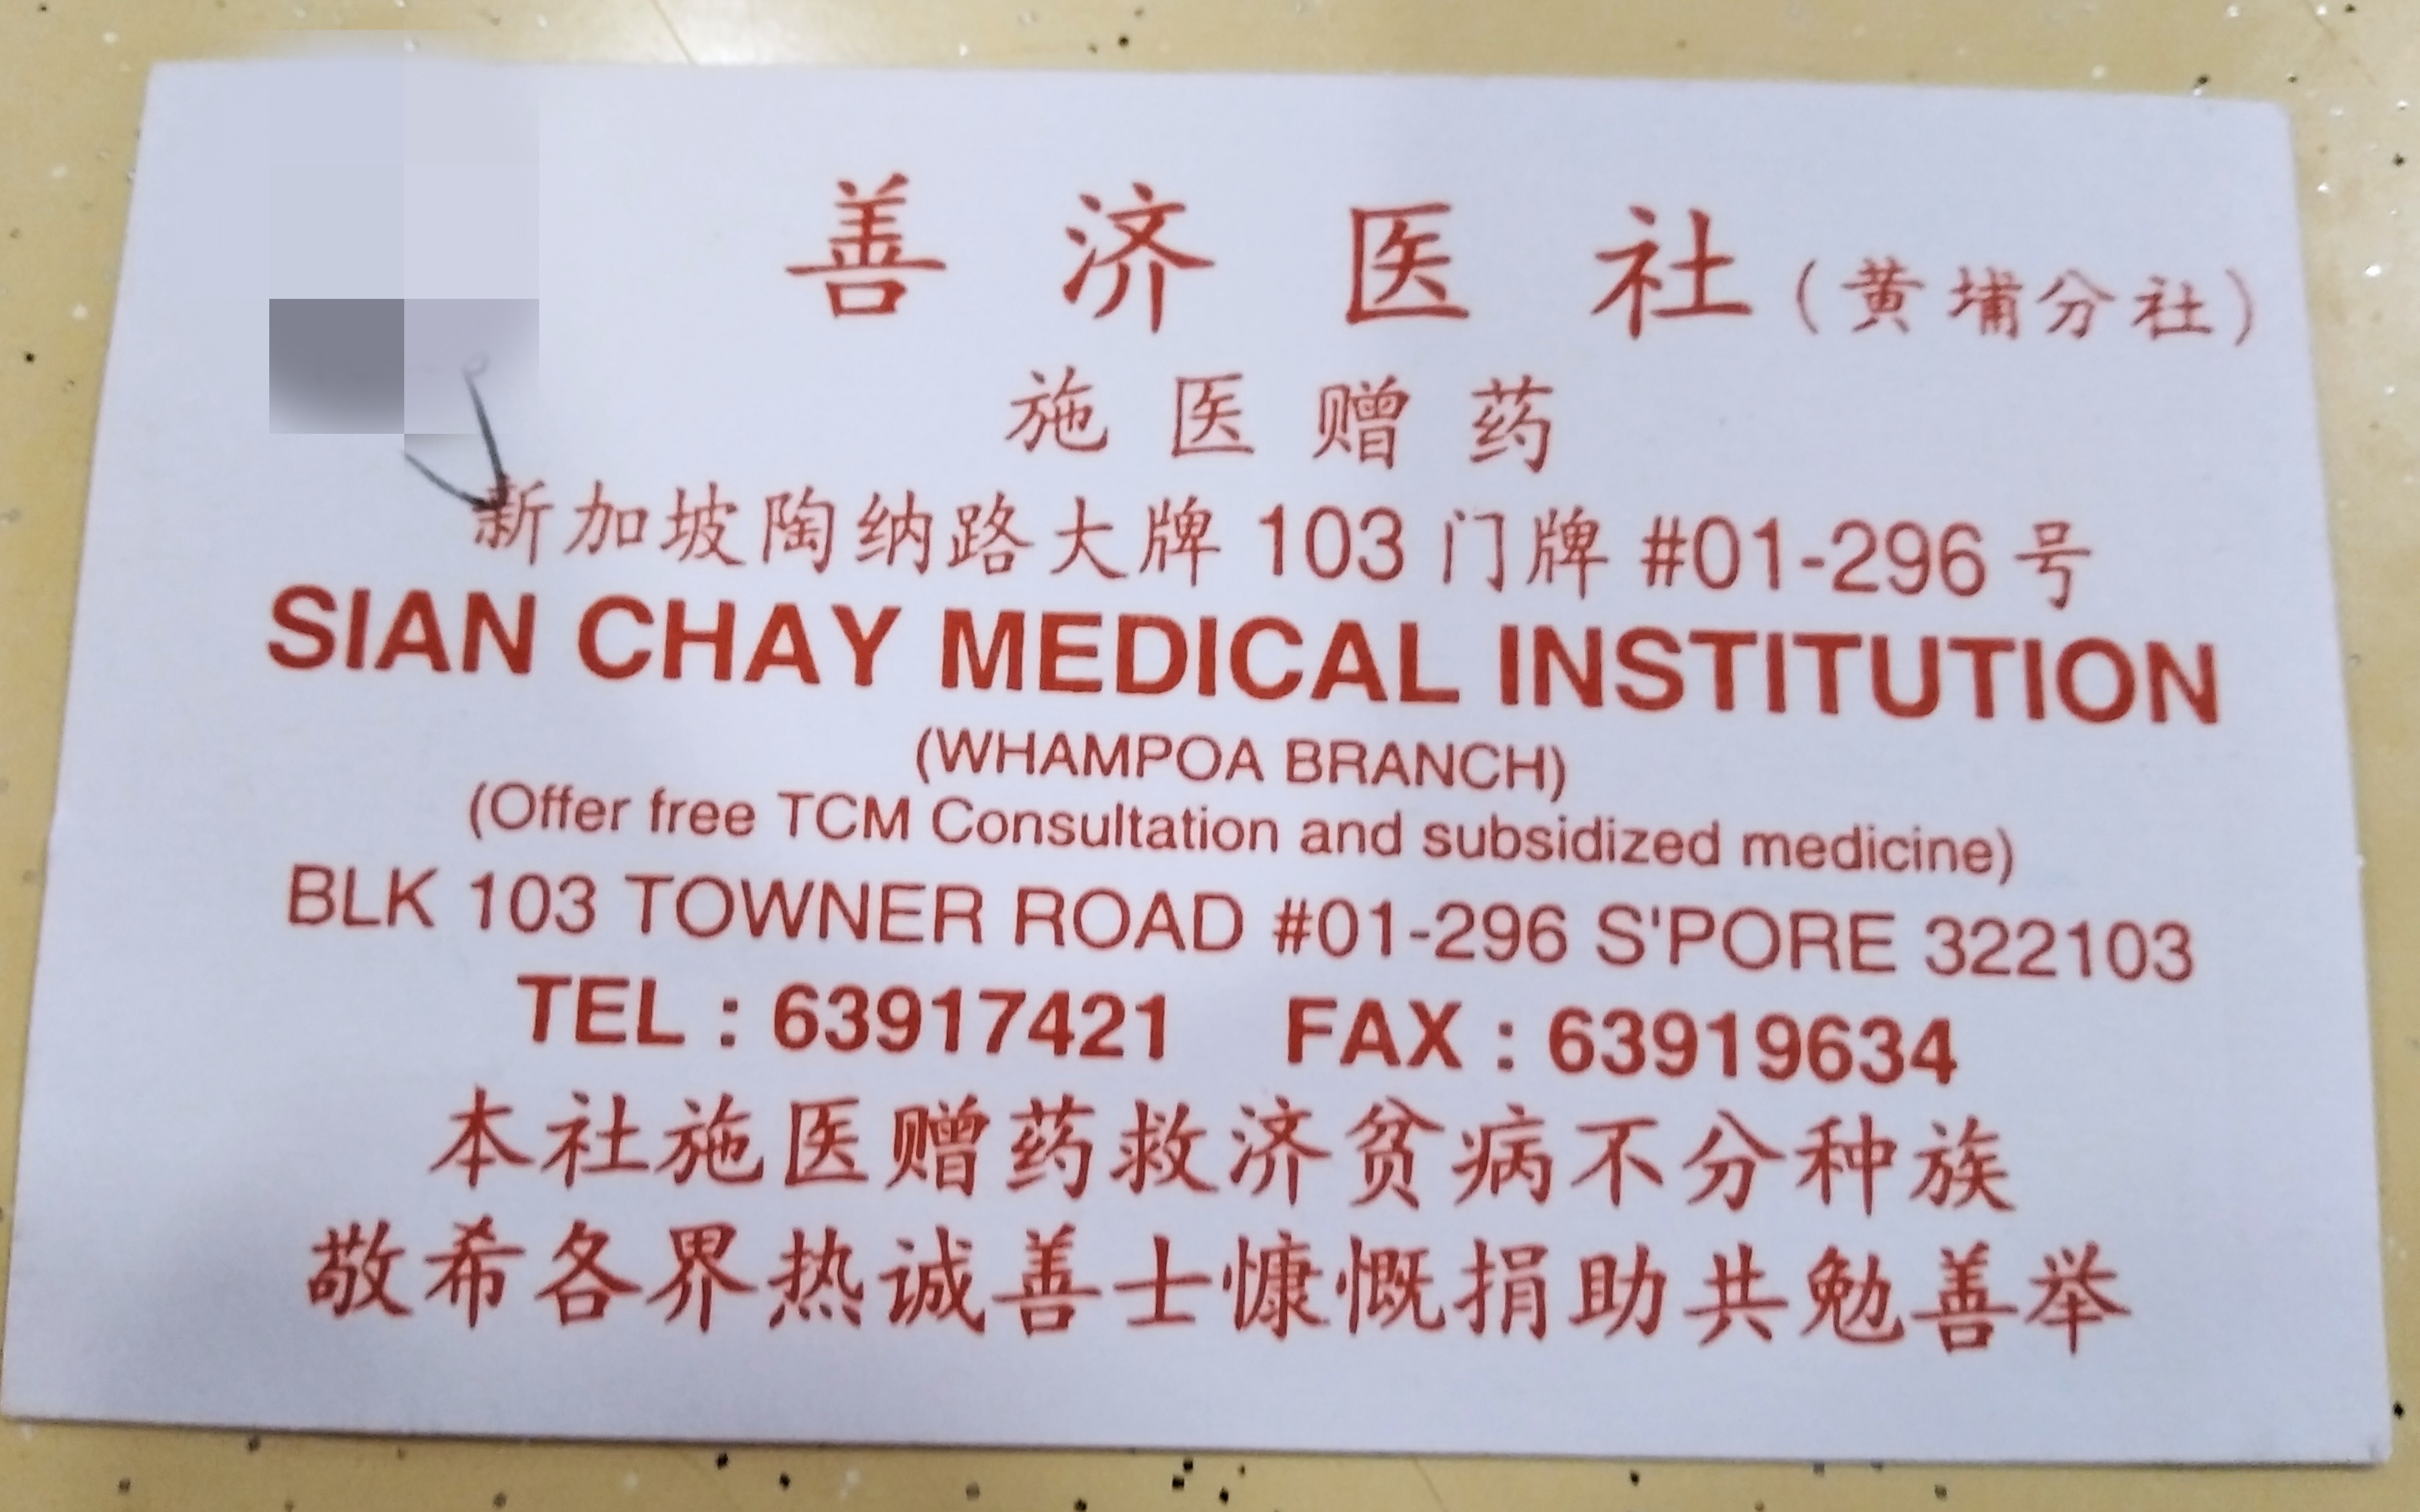 善济医社(黄埔分社)
施医赠药
新加坡陶纳路大牌 103 门牌 #01-296 号
SIAN CHAY MEDICAL INSTITUTION
(WHAMPOA BRANCH)
(Offer free TCM Consultation and subsidized medicine)
BLK 103 TOWNER ROAD #01-296 S'PORE 322103
TEL : 63917421 FAX : 63919634
本社施医赠药救济贫病不分种族
敬希各界热诚善士慷慨捐助共勉善举